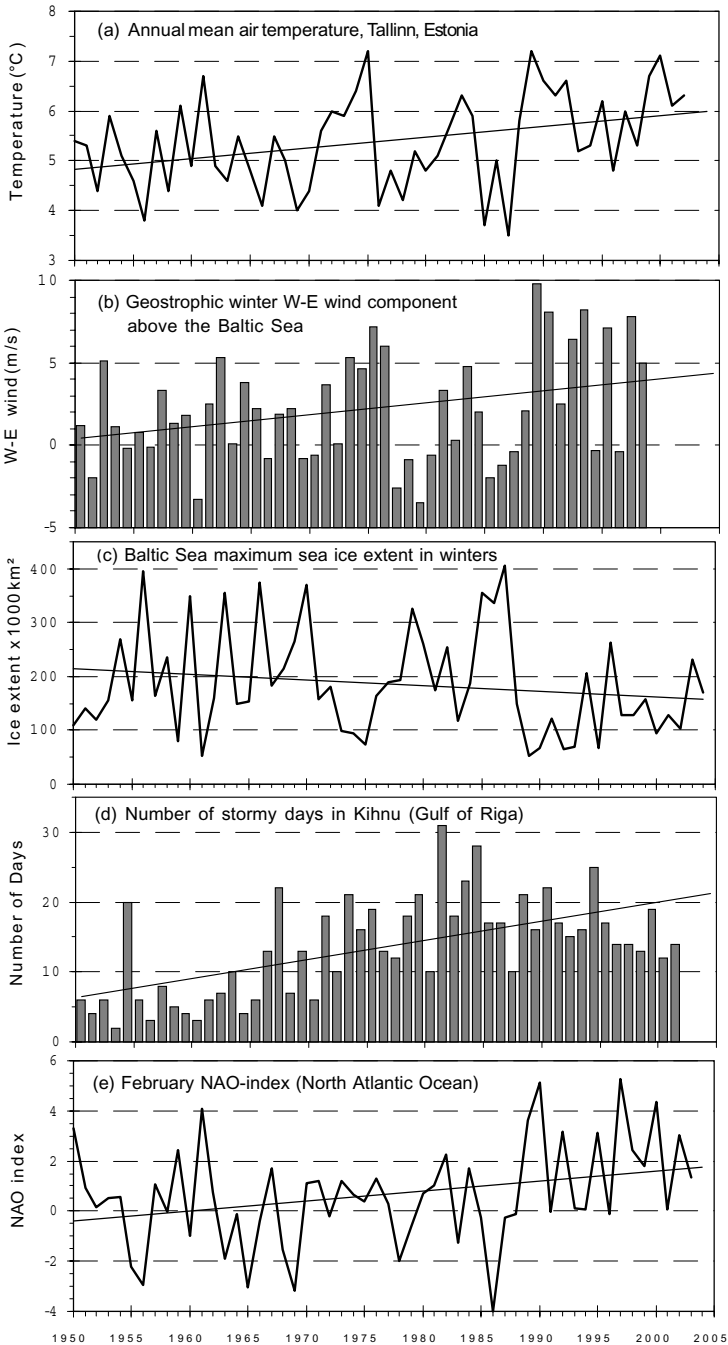 8
(a) Annual mean air temperature, Tallinn, Estonia
7
6
5
4
3
Temperature (°C)
10
(b) Geostrophic winter W-E wind component
above the Baltic Sea
5
0
-5
W-E wind (m/s)
(c) Baltic Sea maximum sea ice extent in winters
400
300
200
100
0
Ice extent x1000km²
(d) Number of stormy days in Kihnu (Gulf of Riga)
30
20
10
0
Number of Days
6
(e) February NAO-index (North Atlantic Ocean)
4
2
0
-2
-4
NAO index
1950 1955 1960 1965 1970 1975 1980 1985 1990 1995 2000 2005